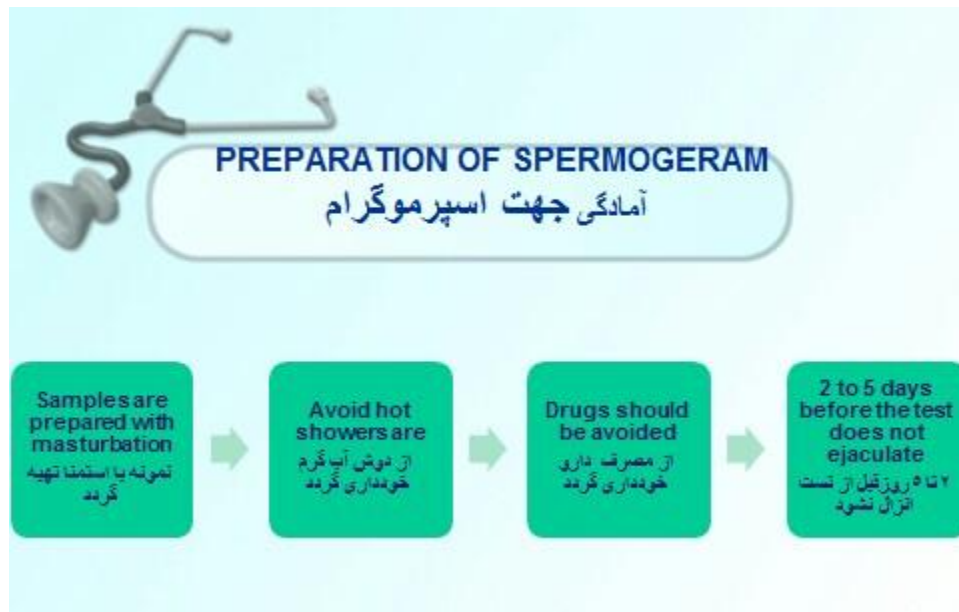 PREPARATION OF SPERMOGERAM
آمادگی جهت اسپرموگرام
Samples are
prepared with
masturbation
نمونه با استمنا تهیه
گردد
Avoid hot
showers are
از دوش آب گرم
خودداری گردد
Drugs should
be avoided
از مصرف دارو
خودداری گردد
2 to 5 days
before the test
does not
ejaculate
۲ تا ۵ روزقبل از تست
انزال نشود